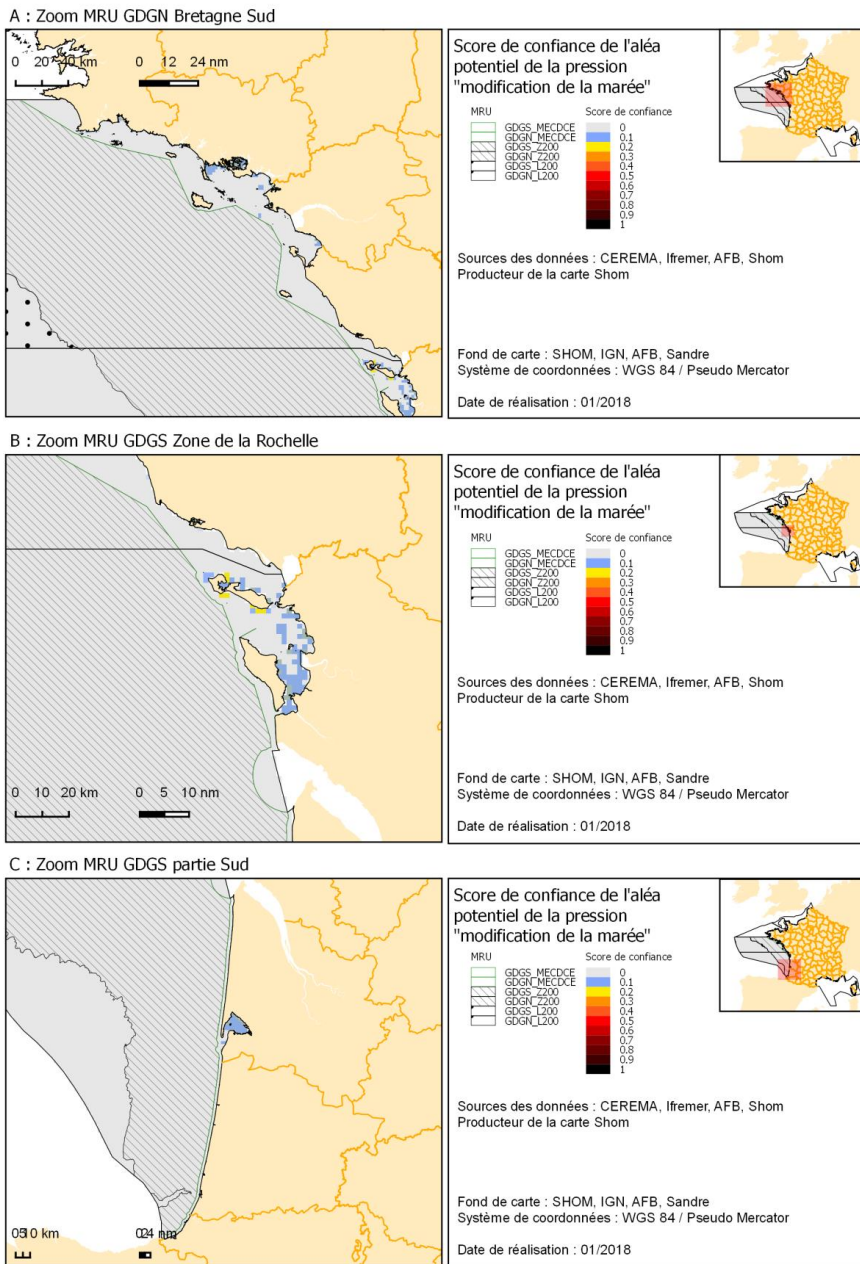 A : Zoom MRU GDGN Bretagne Sud
0 20 40 km
0 12 24 nm
Score de confiance de l'aléa
potentiel de la pression
"modification de la marée"
MRU Score de confiance
GDGS_MECDCE 0
GDGN_MECDCE 0.1
GDGS_Z200 0.2
GDGN_Z200 0.3
GDGS_L200 0.4
GDGN_L200 0.5
0.6
0.7
0.8
0.9
1
Sources des données : CEREMA, Ifremer, AFB, Shom
Producteur de la carte Shom
Fond de carte : SHOM, IGN, AFB, Sandre
Système de coordonnées : WGS 84 / Pseudo Mercator
Date de réalisation : 01/2018
B : Zoom MRU GDGS Zone de la Rochelle
0 10 20 km
0 5 10 nm
Score de confiance de l'aléa
potentiel de la pression
"modification de la marée"
MRU Score de confiance
GDGS_MECDCE 0
GDGN_MECDCE 0.1
GDGS_Z200 0.2
GDGN_Z200 0.3
GDGS_L200 0.4
GDGN_L200 0.5
0.6
0.7
0.8
0.9
1
Sources des données : CEREMA, Ifremer, AFB, Shom
Producteur de la carte Shom
Fond de carte : SHOM, IGN, AFB, Sandre
Système de coordonnées : WGS 84 / Pseudo Mercator
Date de réalisation : 01/2018
C : Zoom MRU GDGS partie Sud
km
nm
Score de confiance de l'aléa
potentiel de la pression
"modification de la marée"
MRU Score de confiance
GDGS_MECDCE 0
GDGN_MECDCE 0.1
GDGS_Z200 0.2
GDGN_Z200 0.3
GDGS_L200 0.4
GDGN_L200 0.5
0.6
0.7
0.8
0.9
1
Sources des données : CEREMA, Ifremer, AFB, Shom
Producteur de la carte Shom
Fond de carte : SHOM, IGN, AFB, Sandre
Système de coordonnées : WGS 84 / Pseudo Mercator
Date de réalisation : 01/2018